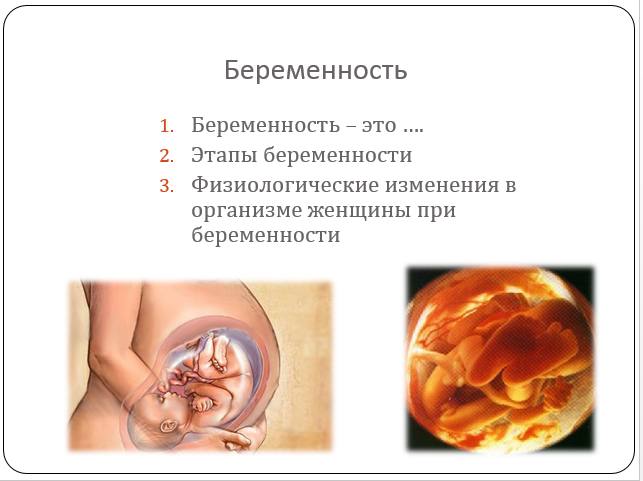 Беременность
1. Беременность – это ….
2. Этапы беременности
3. Физиологические изменения в
организме женщины при
беременности